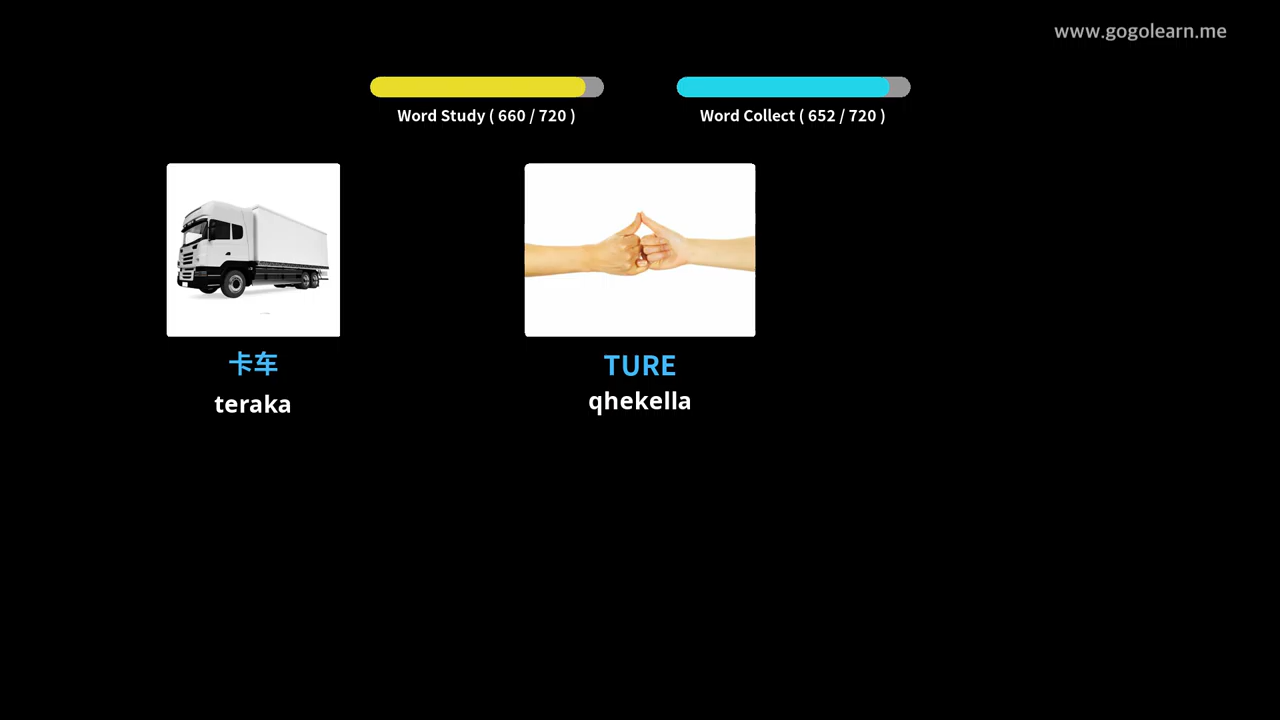 www.gogolearn.me
Word Study ( 660 / 720 )
Word Collect ( 652 / 720 )
卡车
teraka
TURE
qhekella